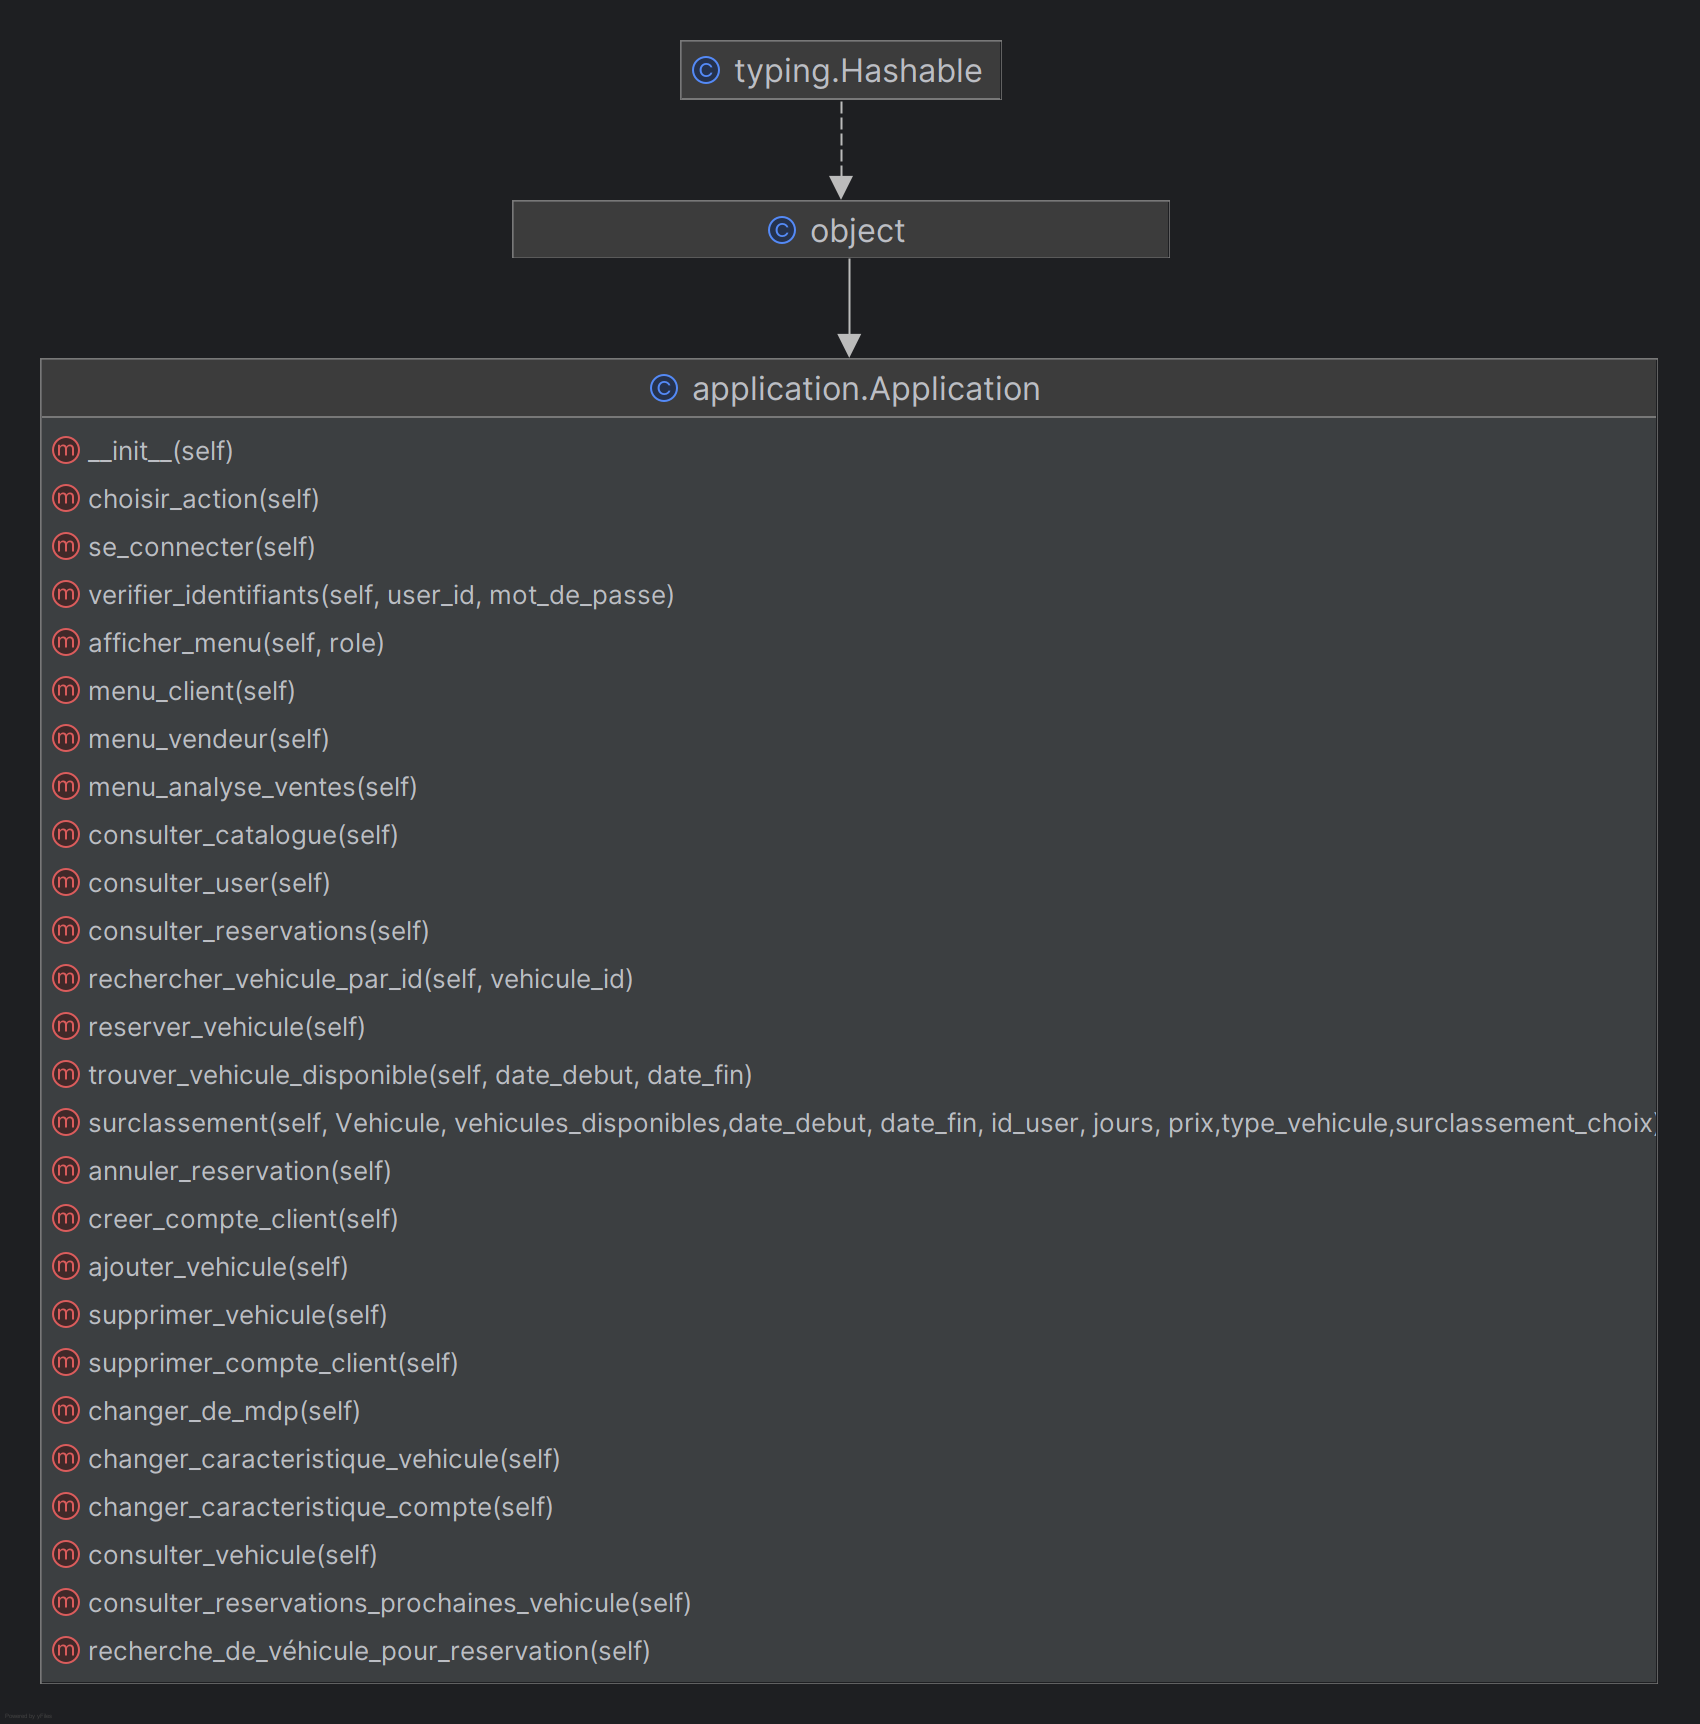 typing.Hashable
object
application.Application
__init__(self)
choisir_action(self)
se_connecter(self)
verifier_identifiants(self, user_id, mot_de_passe)
afficher_menu(self, role)
menu_client(self)
menu_vendeur(self)
menu_analyse_ventes(self)
consulter_catalogue(self)
consulter_user(self)
consulter_reservations(self)
rechercher_vehicule_par_id(self, vehicule_id)
reserver_vehicule(self)
trouver_vehicule_disponible(self, date_debut, date_fin)
surclassement(self, Vehicule, vehicules_disponibles,date_debut, date_fin, id_user, jours, prix,type_vehicule,surclassement_choix)
annuler_reservation(self)
creer_compte_client(self)
ajouter_vehicule(self)
supprimer_vehicule(self)
supprimer_compte_client(self)
changer_de_mdp(self)
changer_caracteristique_vehicule(self)
changer_caracteristique_compte(self)
consulter_vehicule(self)
consulter_reservations_prochaines_vehicule(self)
recherche_de_véhicule_pour_reservation(self)
Powered by yFiles